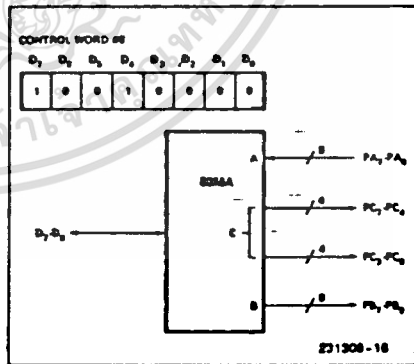 CONTROL WORD #8
D7 D6 D5 D4 D3 D2 D1 D0
1 0 0 1 0 0 0 0
8255A
A
8
PA7-PA0
4
PC7-PC4
C
4
PC3-PC0
B
8
PB7-PB0
D7-D0
231308-16